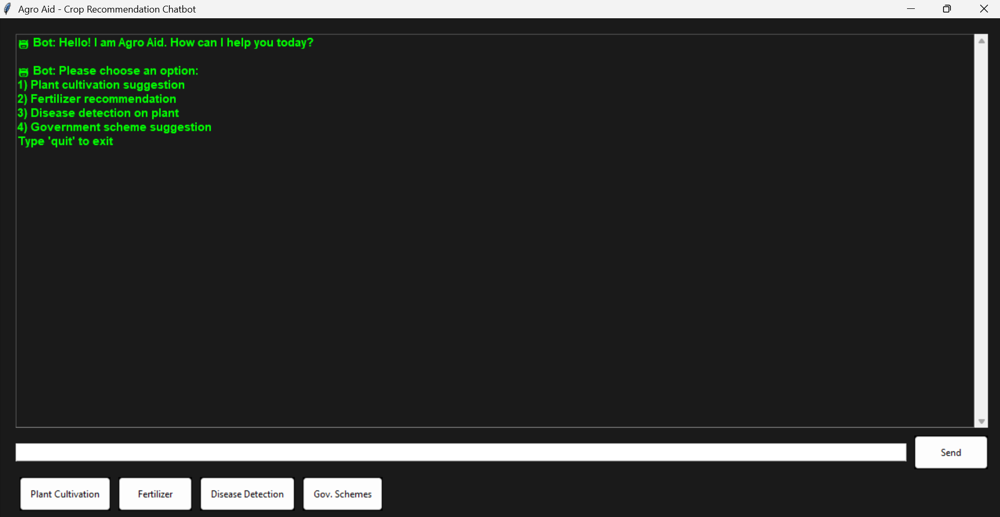 Agro Aid - Crop Recommendation Chatbot
Bot: Hello! I am Agro Aid. How can I help you today?
Bot: Please choose an option:
1) Plant cultivation suggestion
2) Fertilizer recommendation
3) Disease detection on plant
4) Government scheme suggestion
Type 'quit' to exit
Send
Plant Cultivation
Fertilizer
Disease Detection
Gov. Schemes